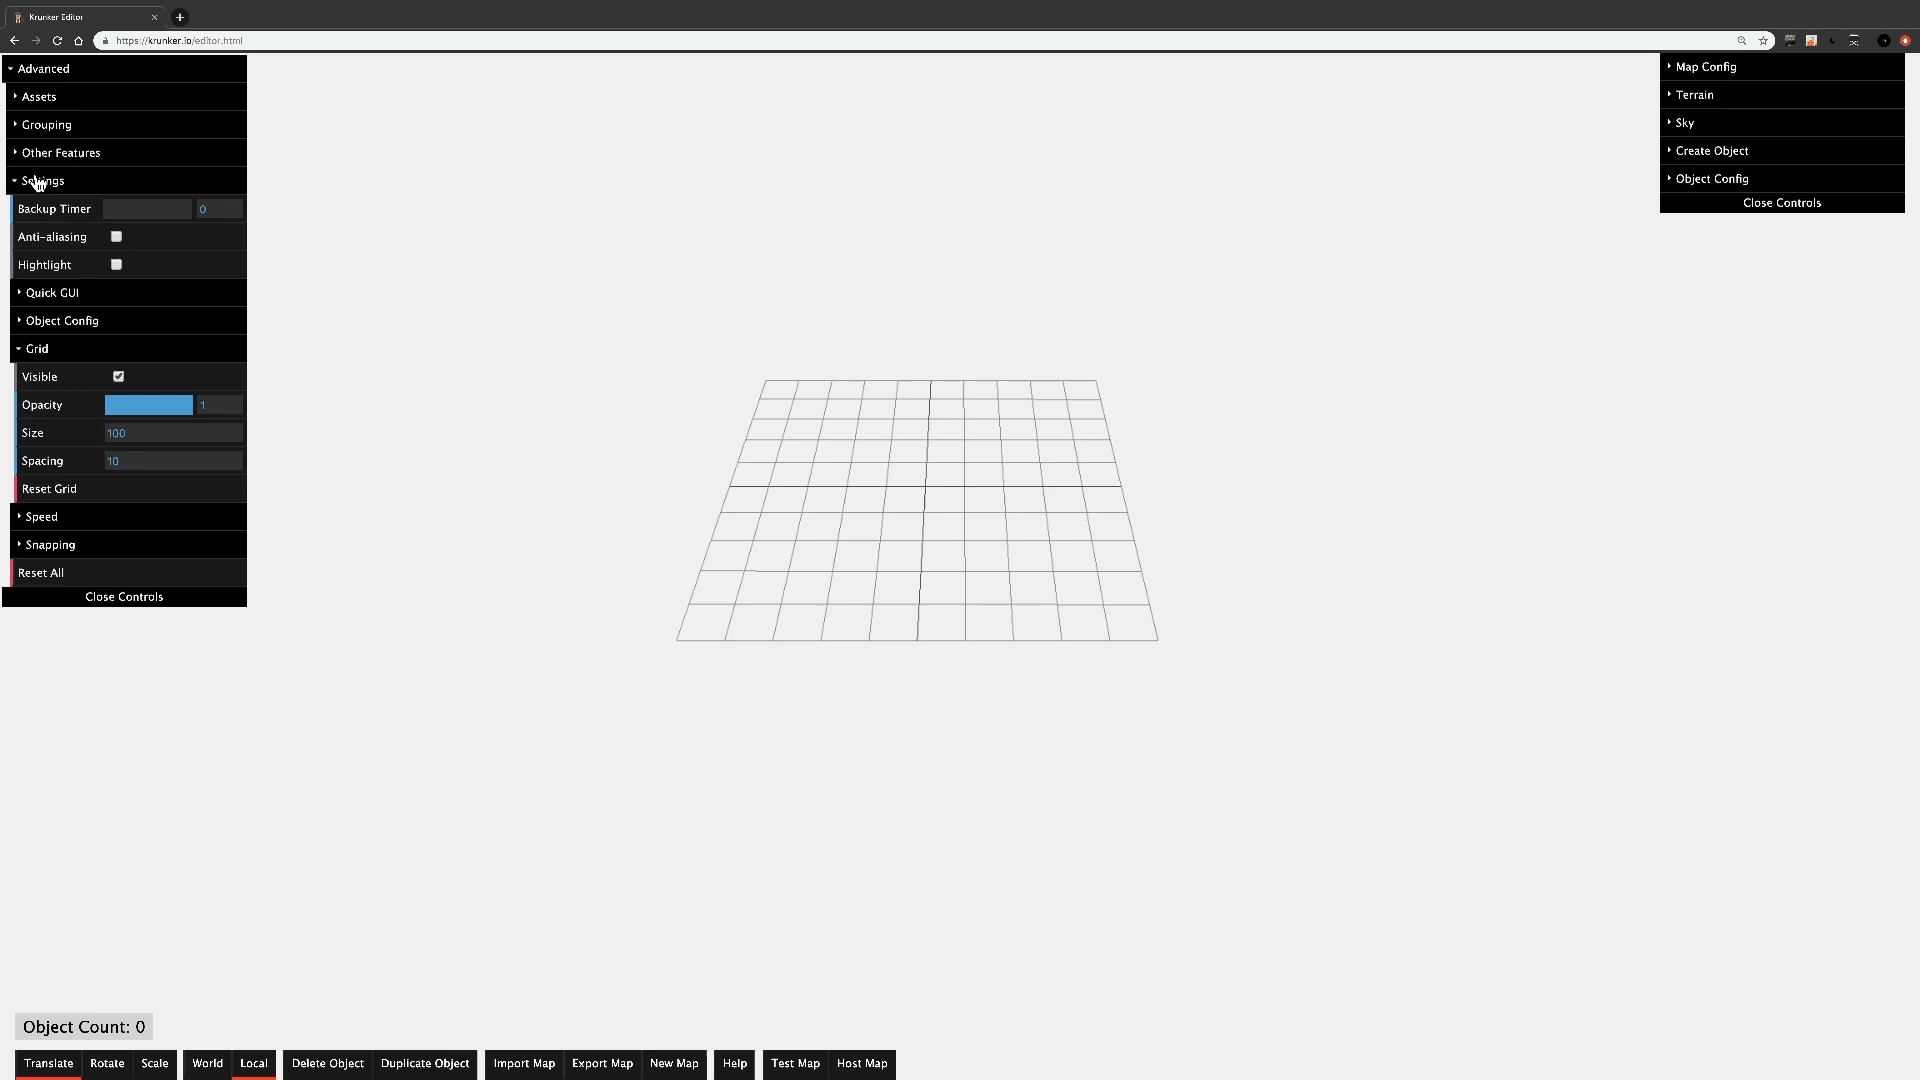 Krunker Editor
https://krunker.io/editor.html
Advanced
Assets
Grouping
Other Features
Settings
Backup Timer 0
Anti-aliasing
Hightlight
Quick GUI
Object Config
Grid
Visible
Opacity 1
Size 100
Spacing 10
Reset Grid
Speed
Snapping
Reset All
Close Controls
Map Config
Terrain
Sky
Create Object
Object Config
Close Controls
Object Count: 0
Translate Rotate Scale World Local Delete Object Duplicate Object Import Map Export Map New Map Help Test Map Host Map